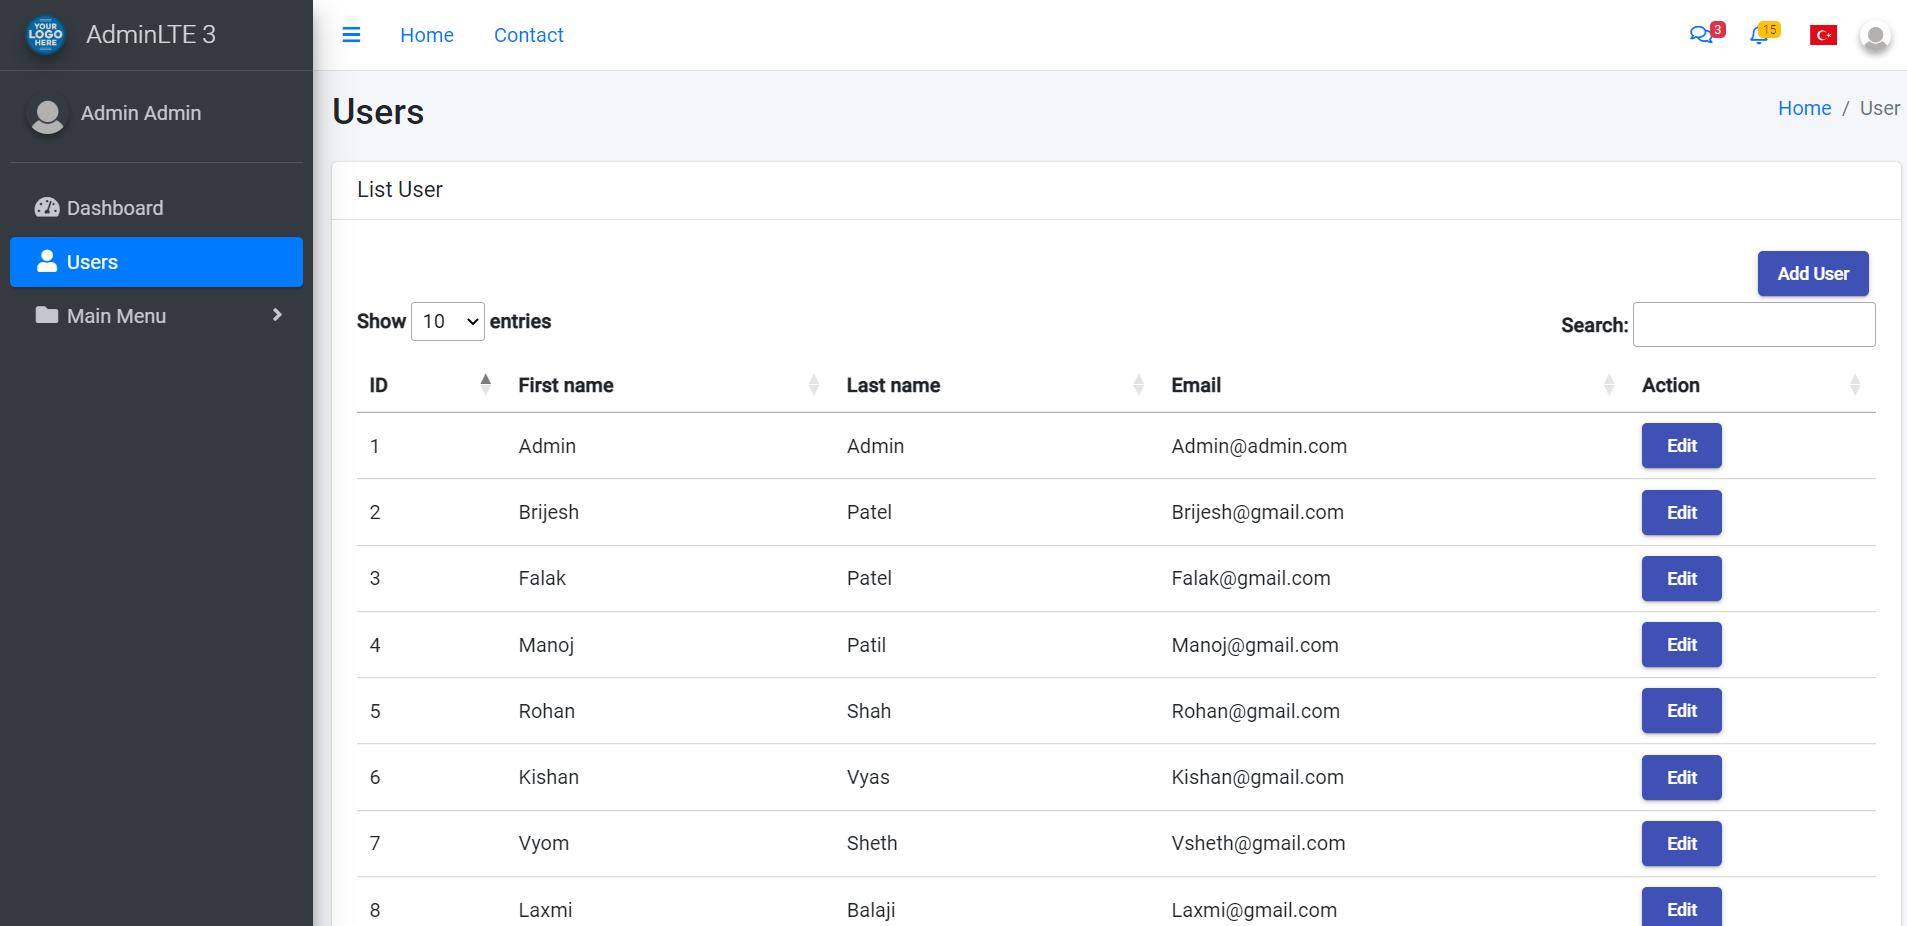 YOUR
LOGO
HERE
AdminLTE 3
Home Contact
3
15
Admin Admin
Users
Home / User
Dashboard
Users
Main Menu
List User
Add User
Show 10 entries
Search:
ID First name Last name Email Action
1 Admin Admin Admin@admin.com Edit
2 Brijesh Patel Brijesh@gmail.com Edit
3 Falak Patel Falak@gmail.com Edit
4 Manoj Patil Manoj@gmail.com Edit
5 Rohan Shah Rohan@gmail.com Edit
6 Kishan Vyas Kishan@gmail.com Edit
7 Vyom Sheth Vsheth@gmail.com Edit
8 Laxmi Balaji Laxmi@gmail.com Edit